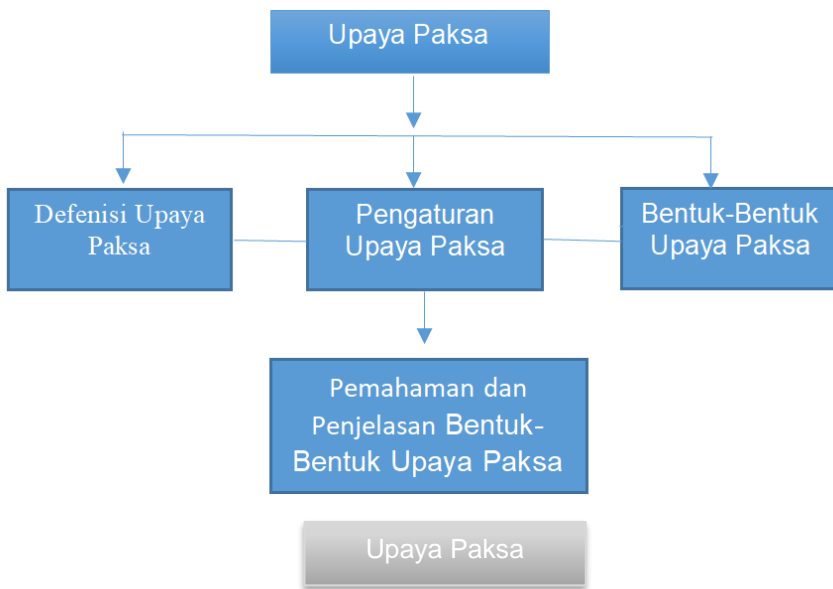 Upaya Paksa
Defenisi Upaya
Paksa
Pengaturan
Upaya Paksa
Bentuk-Bentuk
Upaya Paksa
Pemahaman dan
Penjelasan Bentuk-
Bentuk Upaya Paksa
Upaya Paksa